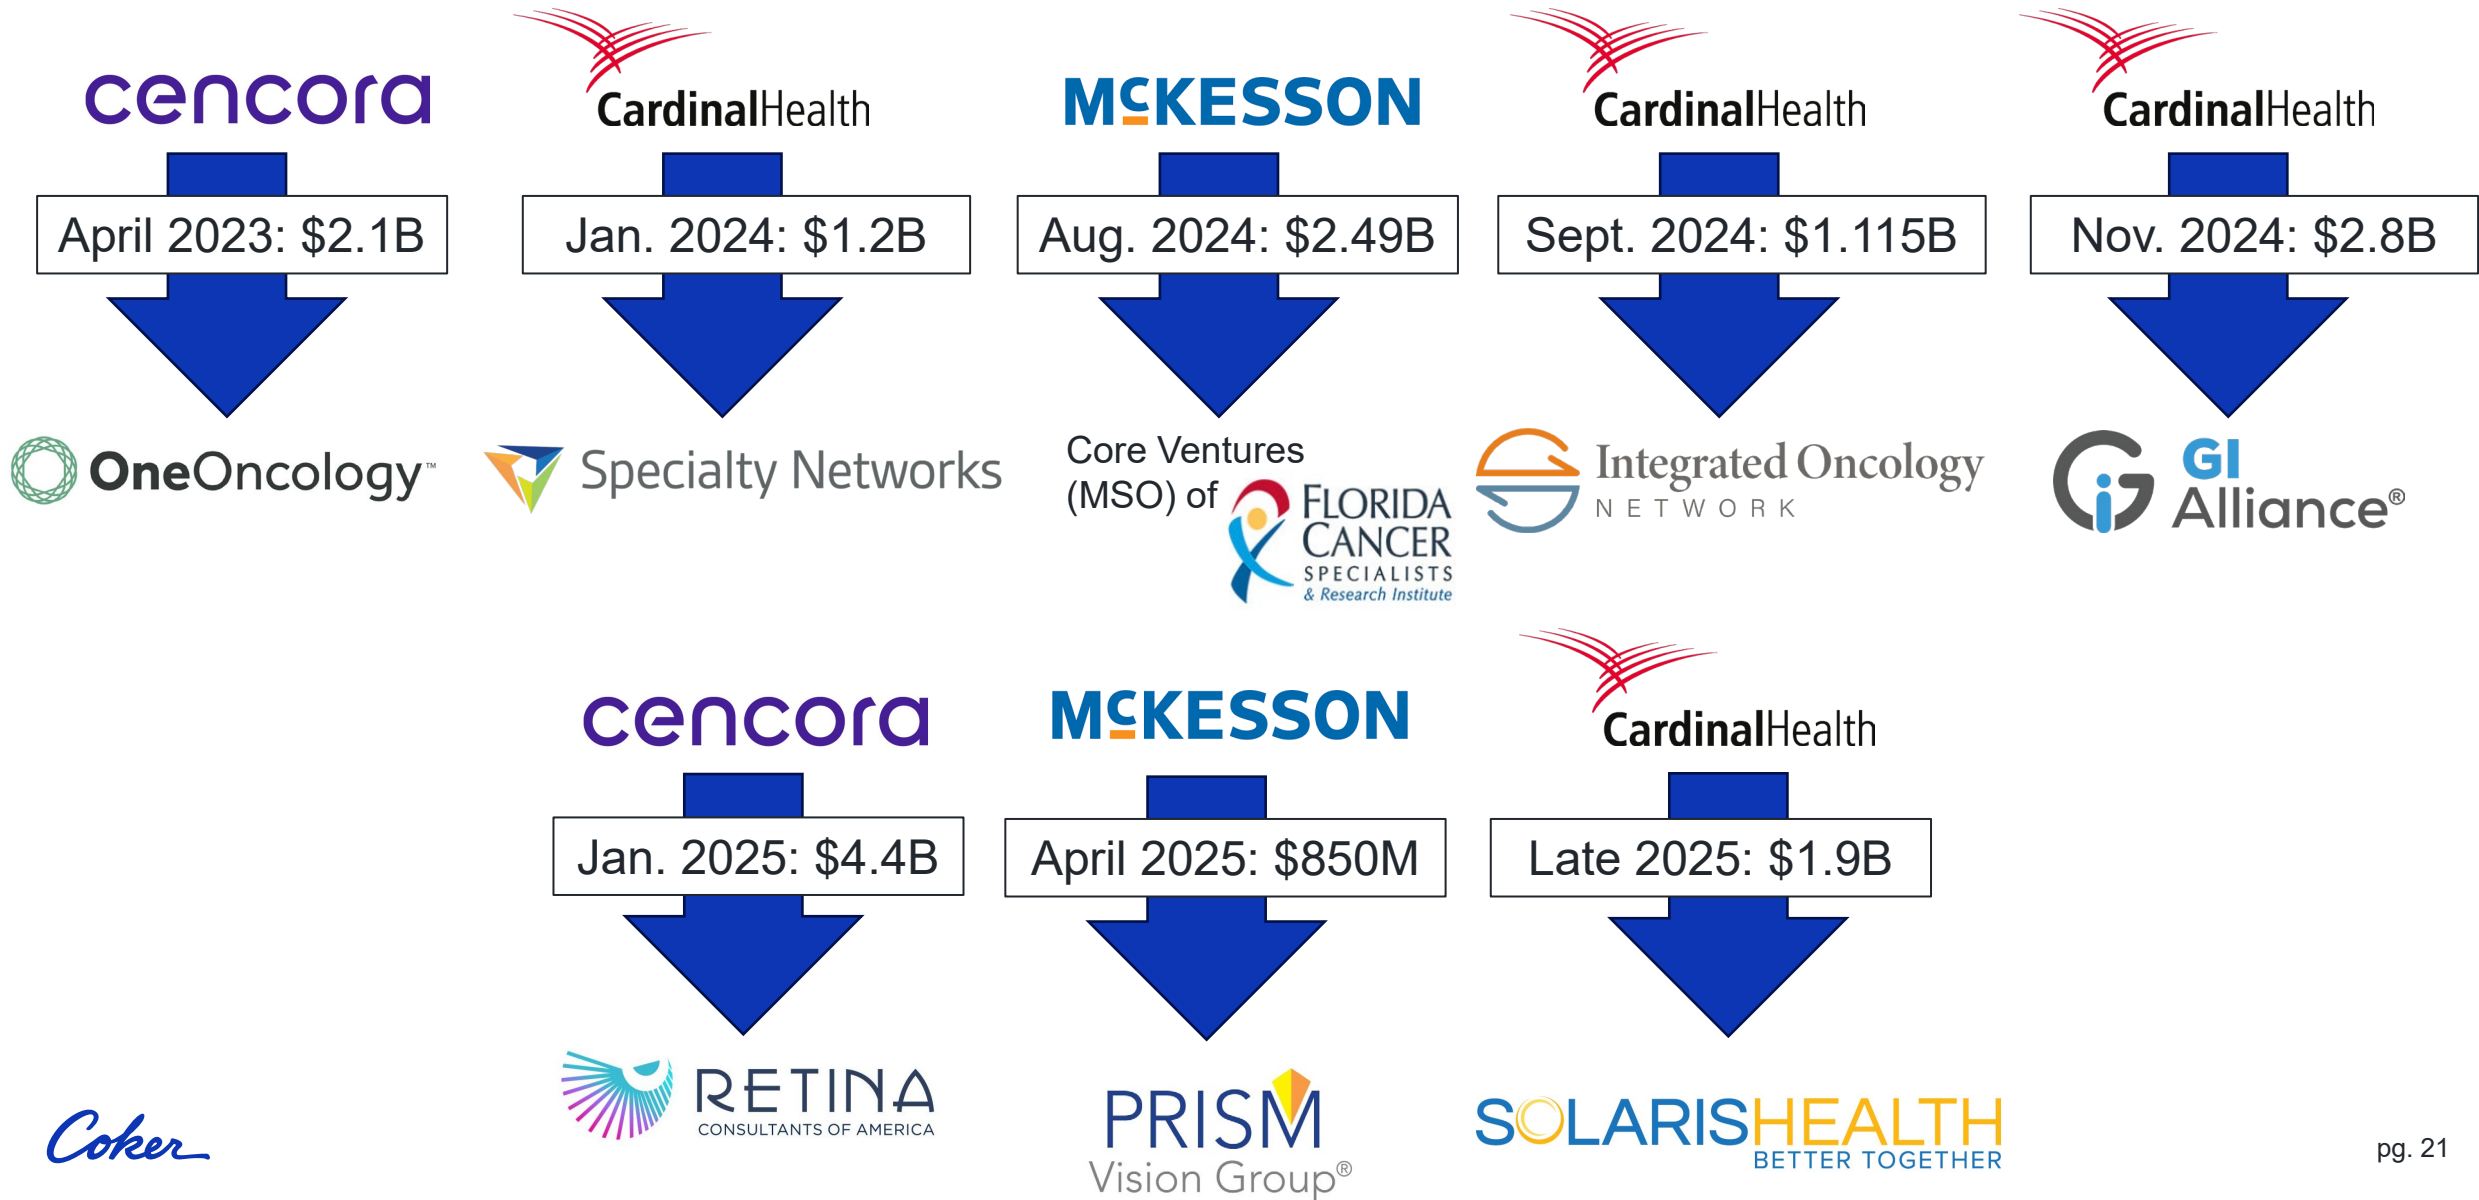 cencora
CardinalHealth
McKESSON
CardinalHealth
CardinalHealth
April 2023: $2.1B
Jan. 2024: $1.2B
Aug. 2024: $2.49B
Sept. 2024: $1.115B
Nov. 2024: $2.8B
OneOncology™
Specialty Networks
Core Ventures
(MSO) of
FLORIDA
CANCER
SPECIALISTS
& Research Institute
Integrated Oncology
NETWORK
GI
Alliance®
cencora
McKESSON
CardinalHealth
Jan. 2025: $4.4B
April 2025: $850M
Late 2025: $1.9B
RETINA
CONSULTANTS OF AMERICA
PRISM
Vision Group®
SOLARISHEALTH
BETTER TOGETHER
Coker
pg. 21